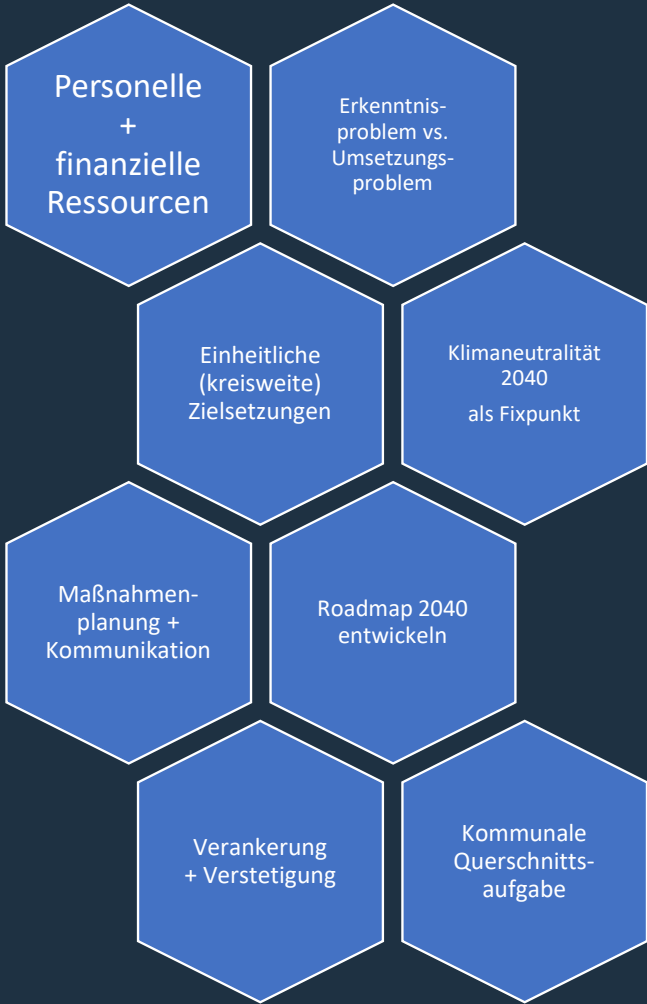 Personelle
+
finanzielle
Ressourcen
Erkenntnis-
problem vs.
Umsetzungs-
problem
Einheitliche
(kreisweite)
Zielsetzungen
Klimaneutralität
2040
als Fixpunkt
Maßnahmen-
planung +
Kommunikation
Roadmap 2040
entwickeln
Verankerung
+ Verstetigung
Kommunale
Querschnitts-
aufgabe